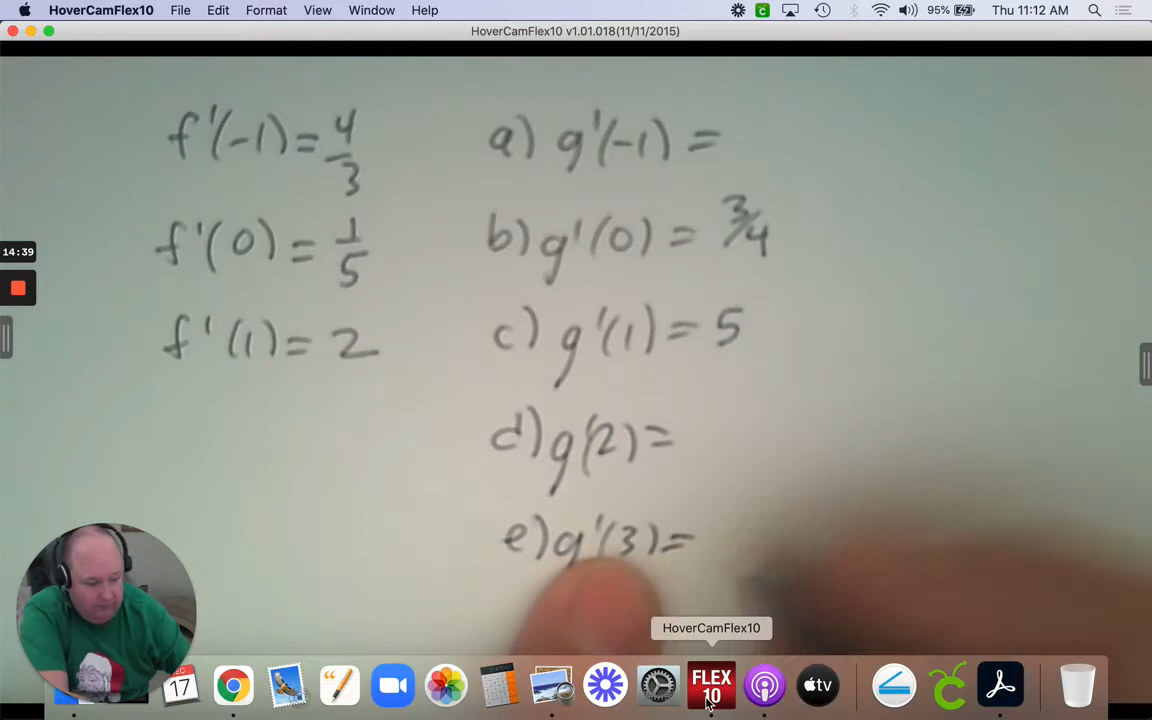 HoverCamFlex10 File Edit Format View Window Help 95% Thu 11:12 AM
HoverCamFlex10 v1.01.018(11/11/2015)
f'(-1)=4/3 a) g'(-1) =
f'(0) = 1/5 b) g'(0) = 3/4
14:39
f'(1)= 2 c) g'(1) = 5
d) g'(2) =
e) g'(3) =
HoverCamFlex10
17 FLEX 10 tv